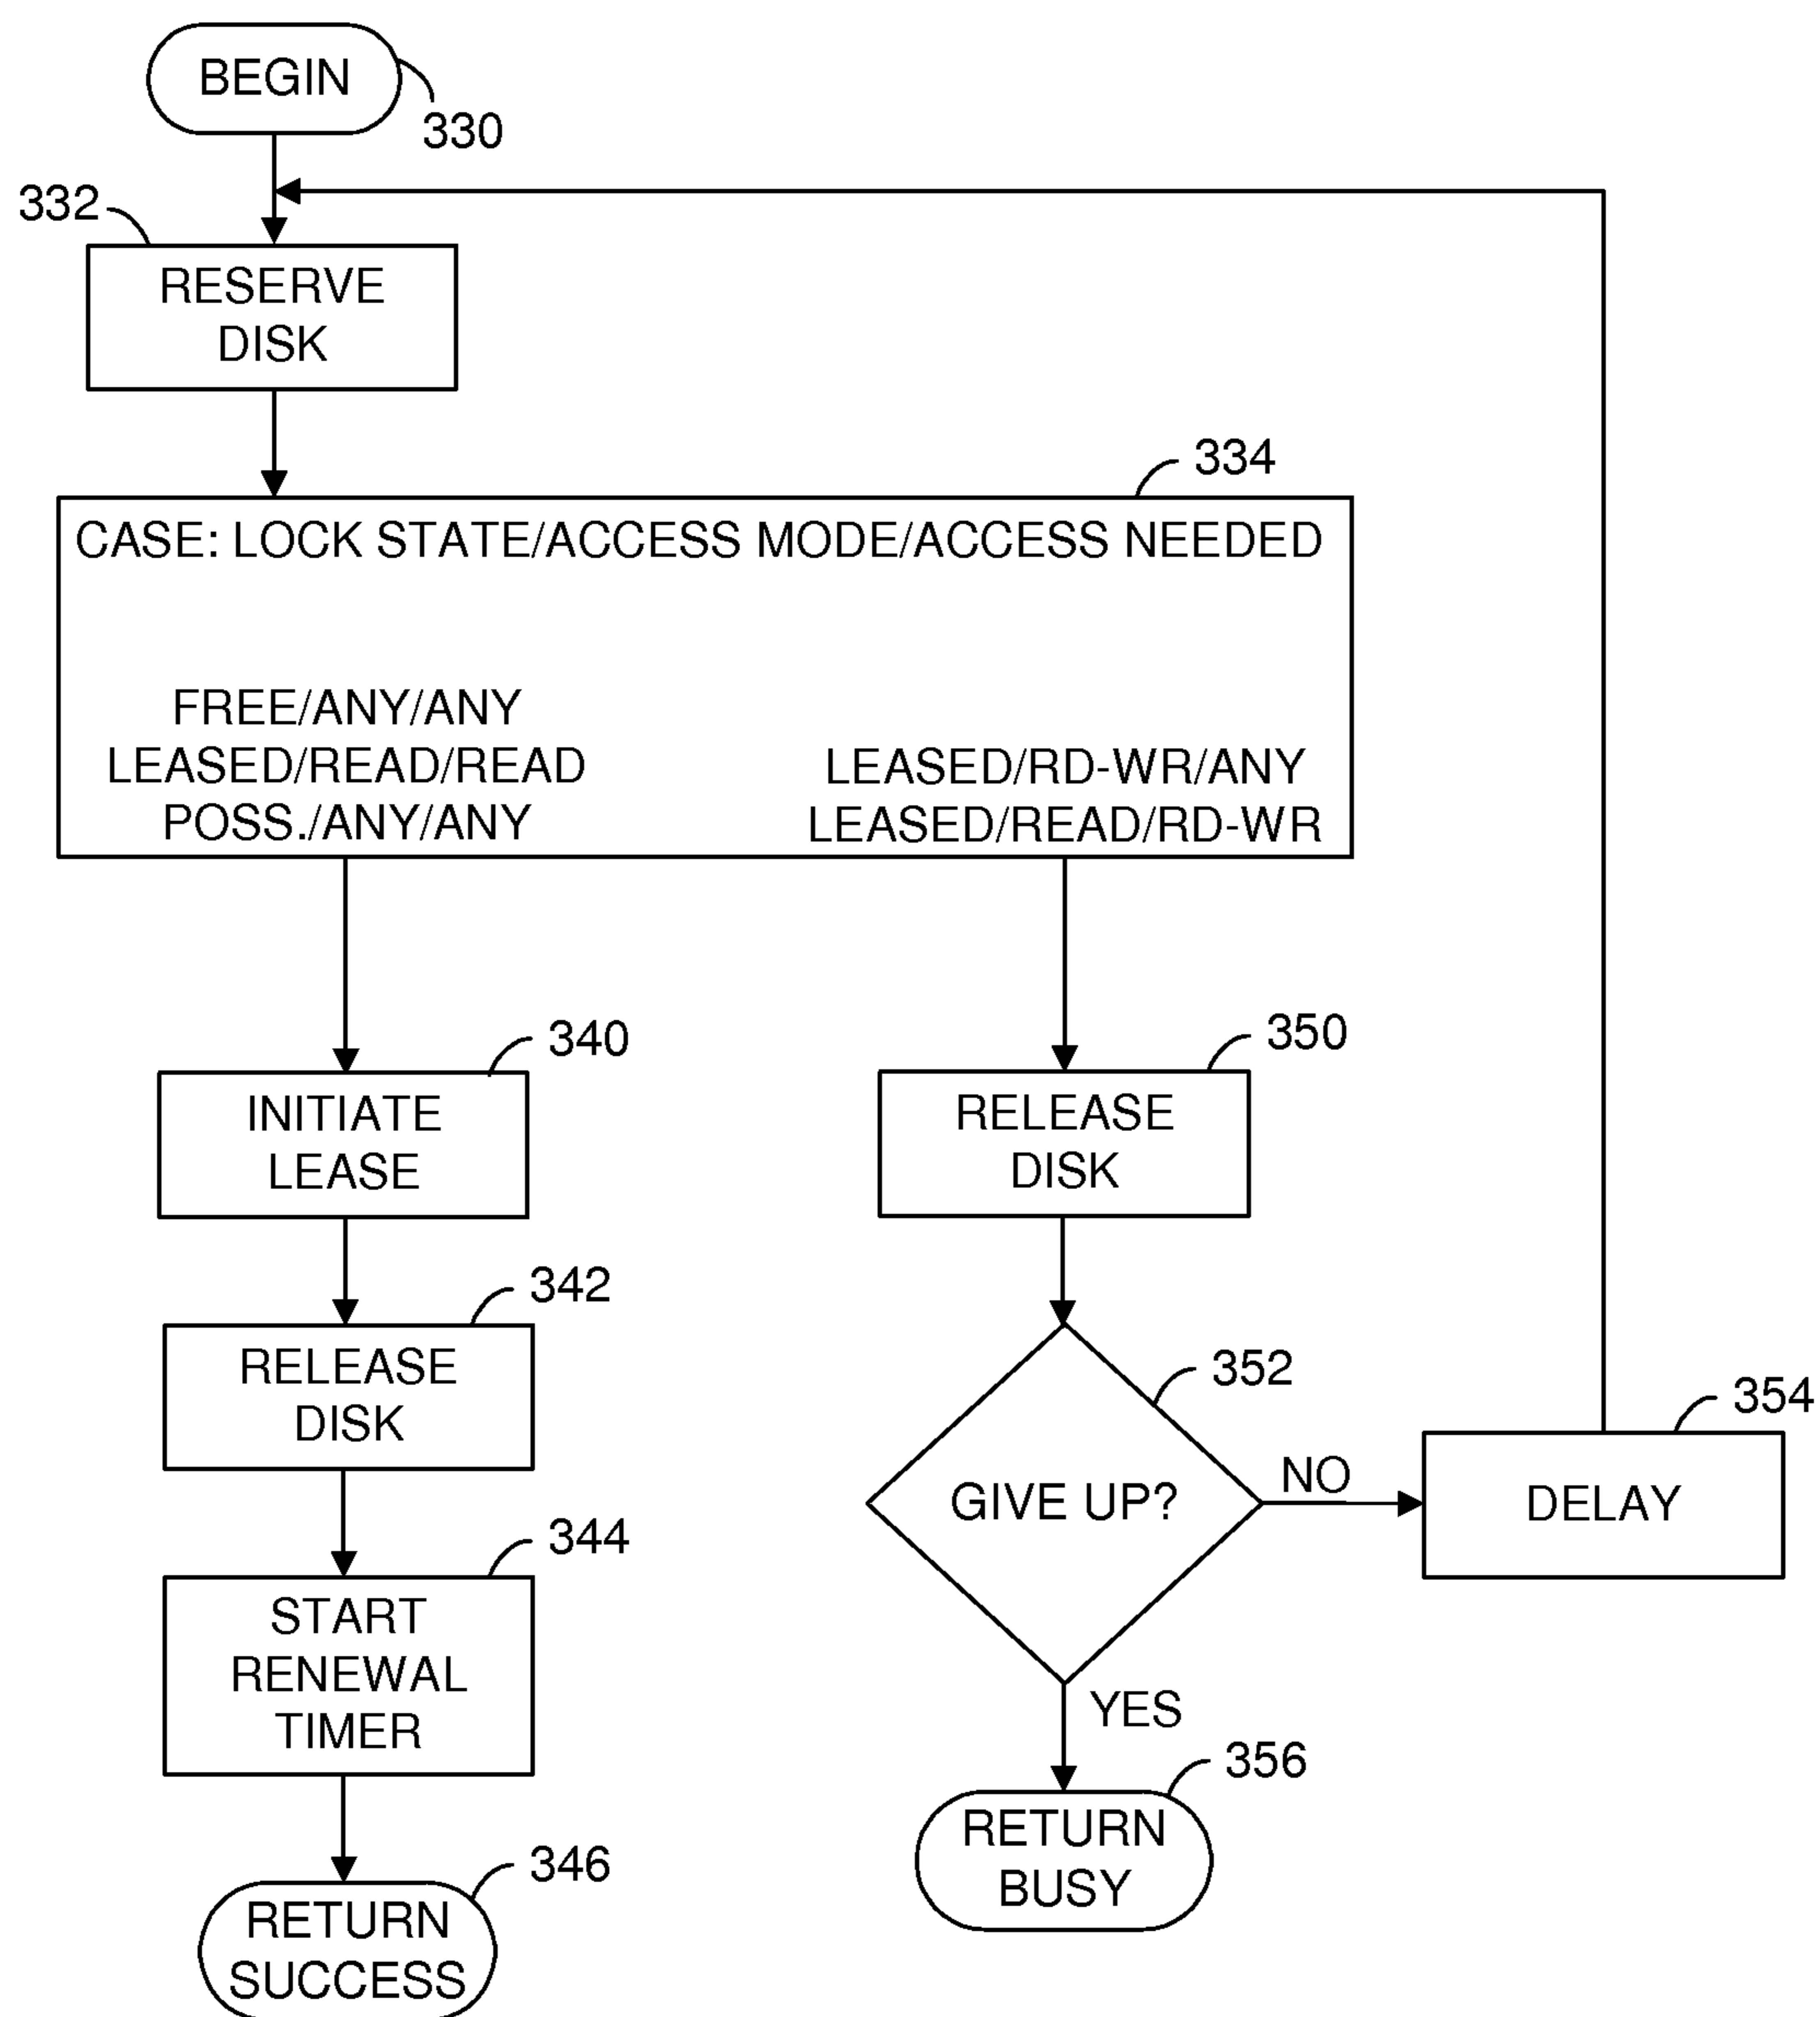 BEGIN
330
332
RESERVE
DISK
334
CASE: LOCK STATE/ACCESS MODE/ACCESS NEEDED
FREE/ANY/ANY
LEASED/READ/READ
POSS./ANY/ANY
LEASED/RD-WR/ANY
LEASED/READ/RD-WR
340
INITIATE
LEASE
350
RELEASE
DISK
342
RELEASE
DISK
352
GIVE UP?
NO
354
DELAY
344
START
RENEWAL
TIMER
YES
356
RETURN
BUSY
346
RETURN
SUCCESS